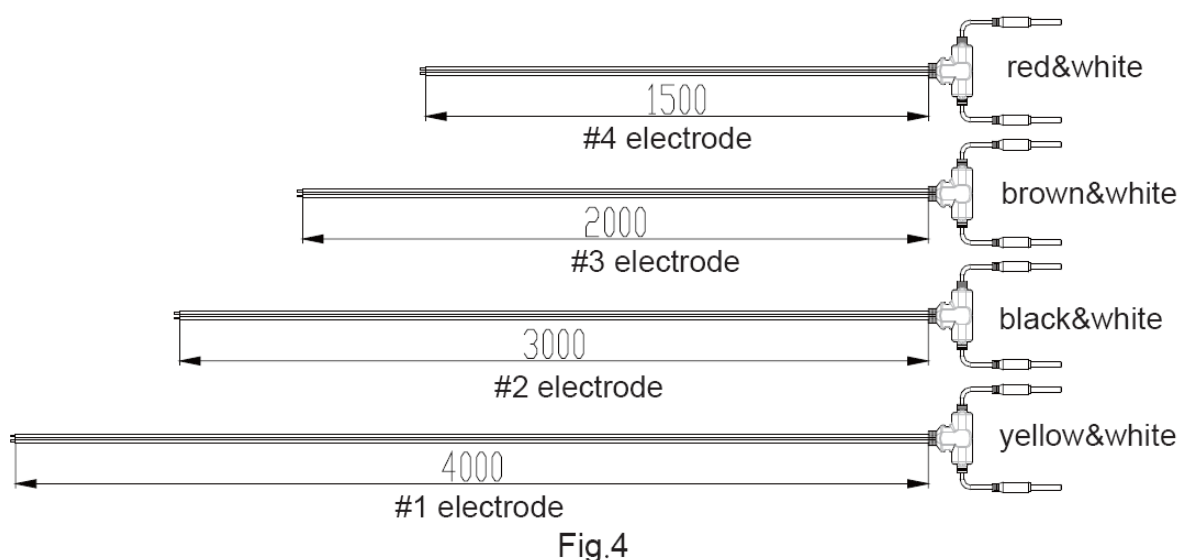 red&white
1500
#4 electrode
brown&white
2000
#3 electrode
black&white
3000
#2 electrode
yellow&white
4000
#1 electrode
Fig.4